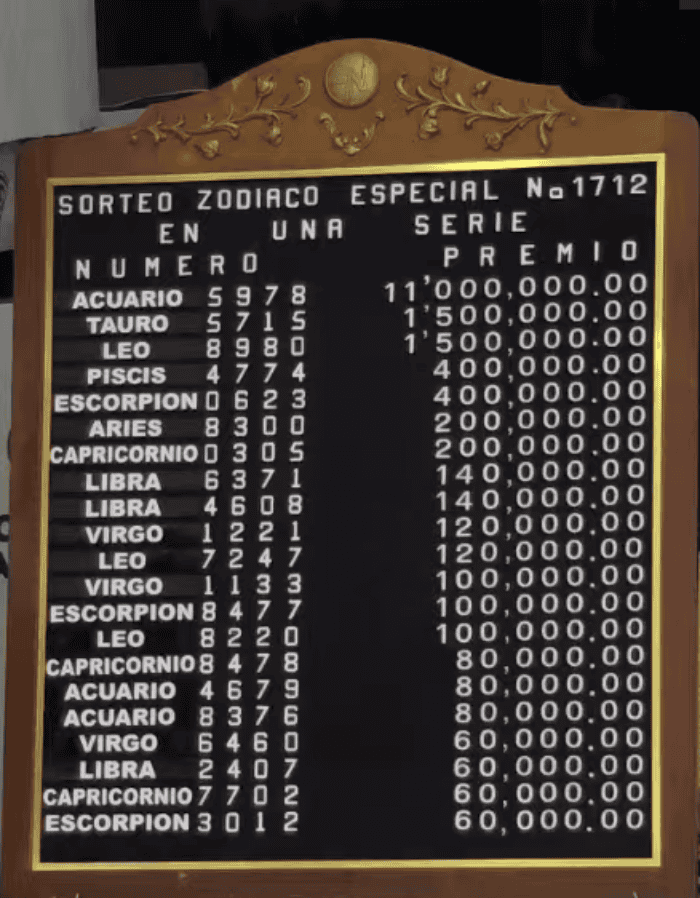 SORTEO ZODIACO ESPECIAL No 1712
EN UNA SERIE
NUMERO PREMIO
ACUARIO 5978 11'000,000.00
TAURO 5715 1'500,000.00
LEO 8980 1'500,000.00
PISCIS 4774 400,000.00
ESCORPION 0623 400,000.00
ARIES 8300 200,000.00
CAPRICORNIO 0305 200,000.00
LIBRA 6371 140,000.00
LIBRA 4608 140,000.00
VIRGO 1221 120,000.00
LEO 7247 120,000.00
VIRGO 1133 100,000.00
ESCORPION 8477 100,000.00
LEO 8220 100,000.00
CAPRICORNIO 8478 80,000.00
ACUARIO 4679 80,000.00
ACUARIO 8376 80,000.00
VIRGO 6460 60,000.00
LIBRA 2407 60,000.00
CAPRICORNIO 7702 60,000.00
ESCORPION 3012 60,000.00